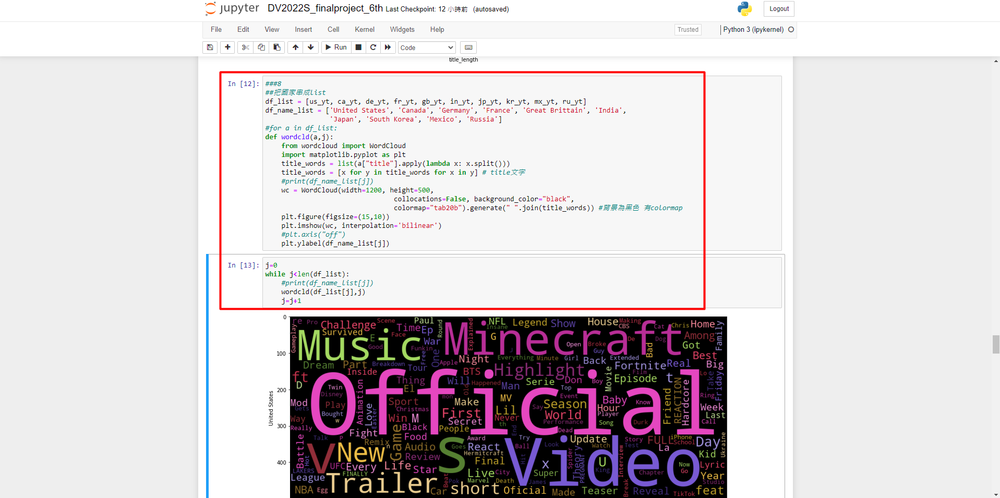 jupyter DV2022S_finalproject_6th Last Checkpoint: 12 小時前 (autosaved) Logout
File Edit View Insert Cell Kernel Widgets Help Trusted Python 3 (ipykernel)
Run Code
title_length
In [12]: ###8
##把國家串成list
df_list = [us_yt, ca_yt, de_yt, fr_yt, gb_yt, in_yt, jp_yt, kr_yt, mx_yt, ru_yt]
df_name_list = ['United States', 'Canada', 'Germany', 'France', 'Great Brittain', 'India',
'Japan', 'South Korea', 'Mexico', 'Russia']
#for a in df_list:
def wordcld(a,j):
from wordcloud import WordCloud
import matplotlib.pyplot as plt
title_words = list(a["title"].apply(lambda x: x.split()))
title_words = [x for y in title_words for x in y] # title文字
#print(df_name_list[j])
wc = WordCloud(width=1200, height=500,
collocations=False, background_color="black",
colormap="tab20b").generate(" ".join(title_words)) #背景為黑色 有colormap
plt.figure(figsize=(15,10))
plt.imshow(wc, interpolation='bilinear')
#plt.axis("off")
plt.ylabel(df_name_list[j])
In [13]: j=0
while j<len(df_list):
#print(df_name_list[j])
wordcld(df_list[j],j)
j=j+1
0
100
200
300
400
United States
re Pro Challenge Scene Paul NFL Legend Show House Making Chris Home
Survived Time Ep Round Explained Insane CBS Cat Among Family
Gameplay Music E Face War G Minecraft De Dog Got
Good Funkin Open Broke Guy Bad Best
Dream Part Breakdown Free One Apple Night Everything Minute Girl Back Extended Fortnite Real Big
ft Inside Tour BTS Highlight Movie Film t Lo Take Friday
D Twin Thing Will Happened Man Serie Don Boy Episode
Disney Animation El Old Official Top REACTION Ring
Mod Play Sport mon Make MV Event Baby Know Friend Hardcore Week
Gets Bought Love Christmas First Lil Say Season Hour Last
Way w Easter Win M Secret Never World Player Call
Really Fight Black People th Performance Song Durk
Talk P Food End Dead
Battle Remix n Game Audio Award Try Update Story FULL iPhone School Day Ukraine
Hot V New Review S Goes React Ball Look Watch Test La Kid
UFC Every Life Hermitcraft Hit Video Theory Spider Interview
LAKERS FINALLY Star Final x U Now Lyric
League Trailer Beat Live City Super PREGNANT King Chapter Go Year
Pok Marvel Death James Break Studio
NBA Egg Car short Oficial Made Teaser Reveal TikTok feat